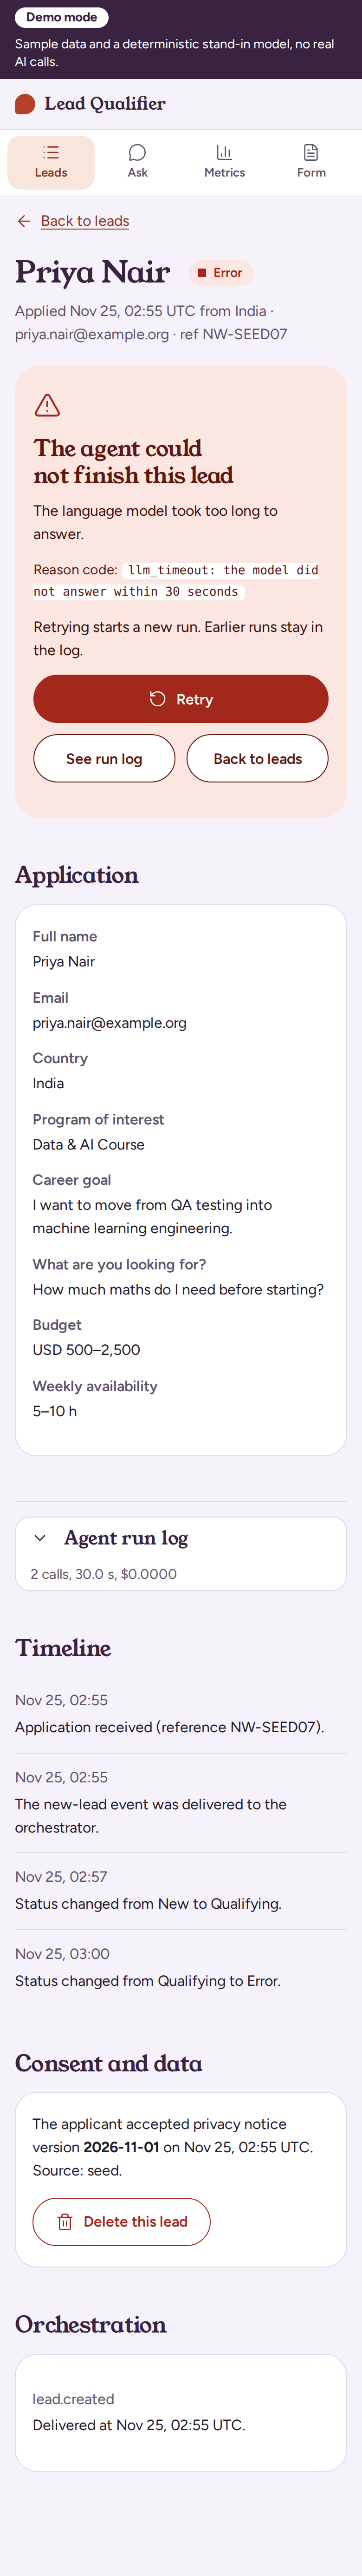 Demo mode
Sample data and a deterministic stand-in model, no real
AI calls.
Lead Qualifier
Leads
Ask
Metrics
Form
Back to leads
Priya Nair
Error
Applied Nov 25, 02:55 UTC from India ·
priya.nair@example.org · ref NW-SEED07
The agent could
not finish this lead
The language model took too long to
answer.
Reason code: llm_timeout: the model did
not answer within 30 seconds
Retrying starts a new run. Earlier runs stay in
the log.
Retry
See run log
Back to leads
Application
Full name
Priya Nair
Email
priya.nair@example.org
Country
India
Program of interest
Data & AI Course
Career goal
I want to move from QA testing into
machine learning engineering.
What are you looking for?
How much maths do I need before starting?
Budget
USD 500–2,500
Weekly availability
5–10 h
Agent run log
2 calls, 30.0 s, $0.0000
Timeline
Nov 25, 02:55
Application received (reference NW-SEED07).
Nov 25, 02:55
The new-lead event was delivered to the
orchestrator.
Nov 25, 02:57
Status changed from New to Qualifying.
Nov 25, 03:00
Status changed from Qualifying to Error.
Consent and data
The applicant accepted privacy notice
version 2026-11-01 on Nov 25, 02:55 UTC.
Source: seed.
Delete this lead
Orchestration
lead.created
Delivered at Nov 25, 02:55 UTC.